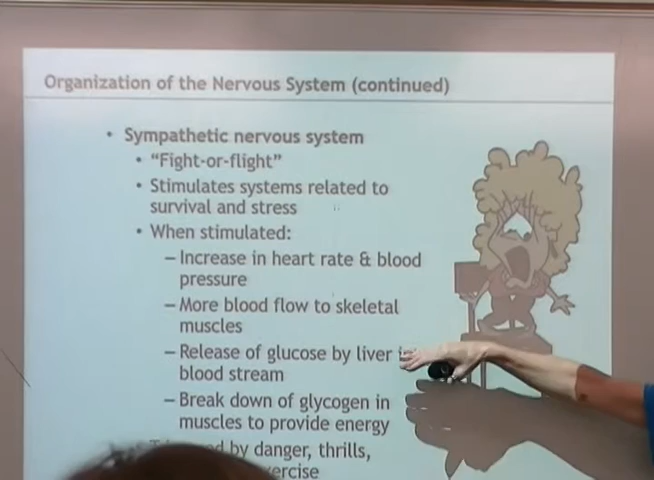 Organization of the Nervous System (continued)
• Sympathetic nervous system
• "Fight-or-flight"
• Stimulates systems related to
survival and stress
• When stimulated:
– Increase in heart rate & blood
pressure
– More blood flow to skeletal
muscles
– Release of glucose by liver
blood stream
– Break down of glycogen in
muscles to provide energy
by danger, thrills,